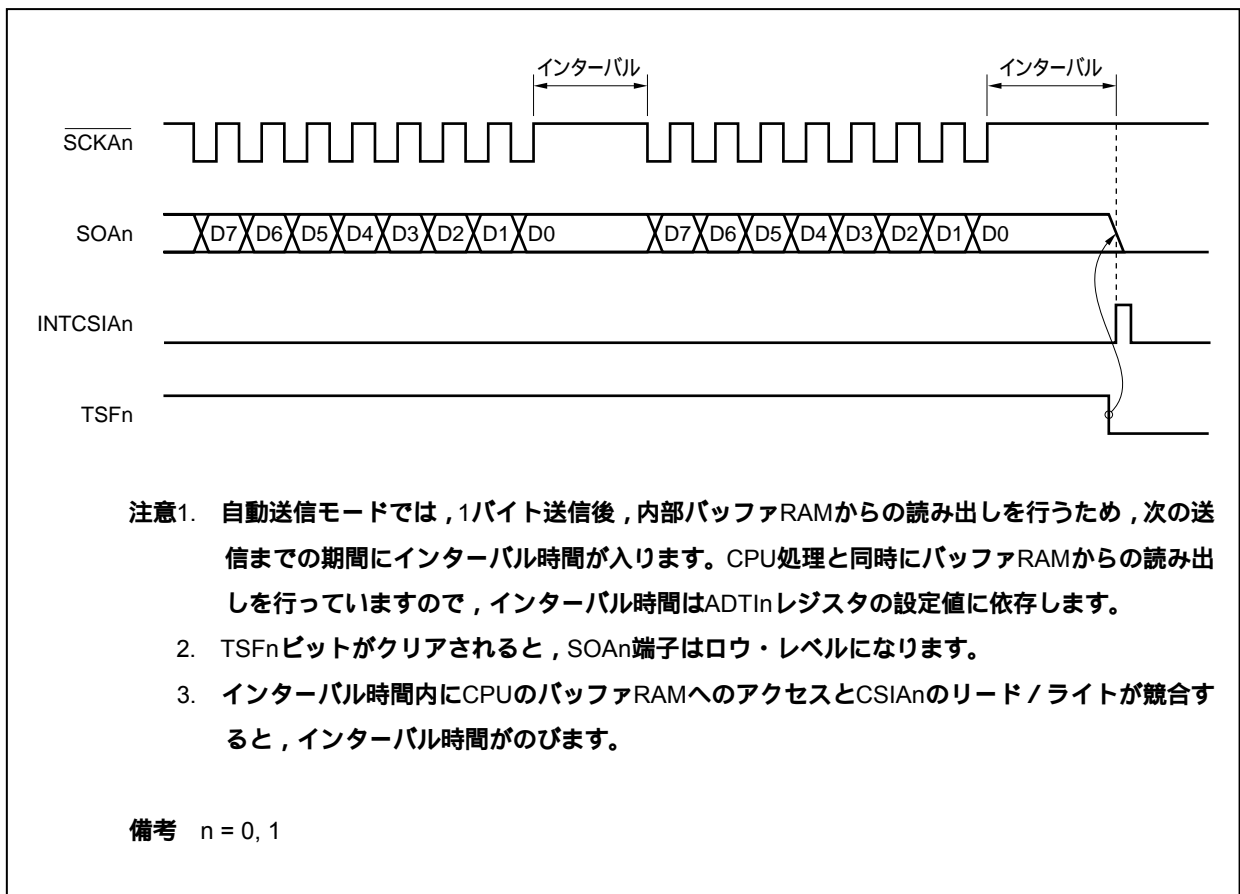 インターバル インターバル
SCKAn
SOAn D7 D6 D5 D4 D3 D2 D1 D0 D7 D6 D5 D4 D3 D2 D1 D0
INTCSIAn
TSFn
注意1. 自動送信モードでは，1バイト送信後，内部バッファRAMからの読み出しを行うため，次の送
信までの期間にインターバル時間が入ります。CPU処理と同時にバッファRAMからの読み出
しを行っていますので，インターバル時間はADTInレジスタの設定値に依存します。
2. TSFnビットがクリアされると，SOAn端子はロウ・レベルになります。
3. インターバル時間内にCPUのバッファRAMへのアクセスとCSIAnのリード／ライトが競合す
ると，インターバル時間がのびます。
備考 n = 0, 1